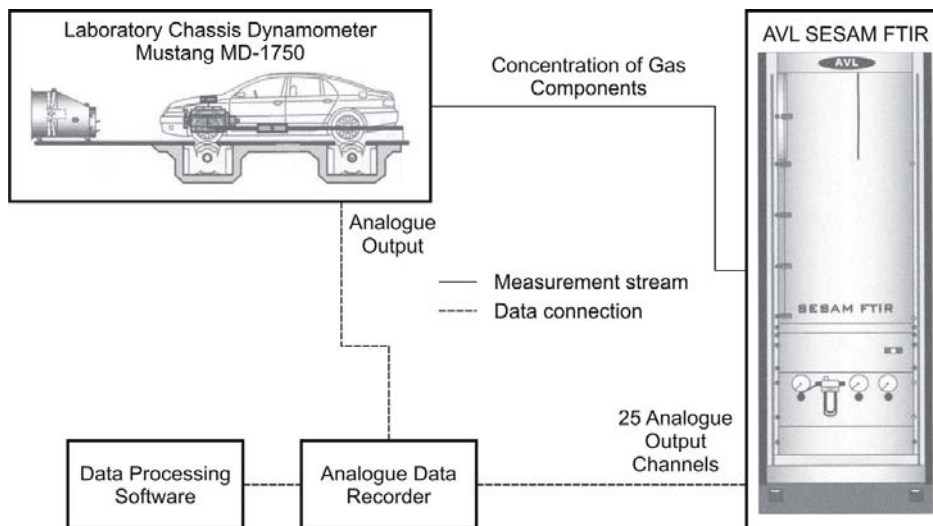 Laboratory Chassis Dynamometer
Mustang MD-1750
AVL SESAM FTIR
AVL
Concentration of Gas
Components
Analogue
Output
Measurement stream
Data connection
SESAM FTIR
25 Analogue
Output
Channels
Data Processing
Software
Analogue Data
Recorder